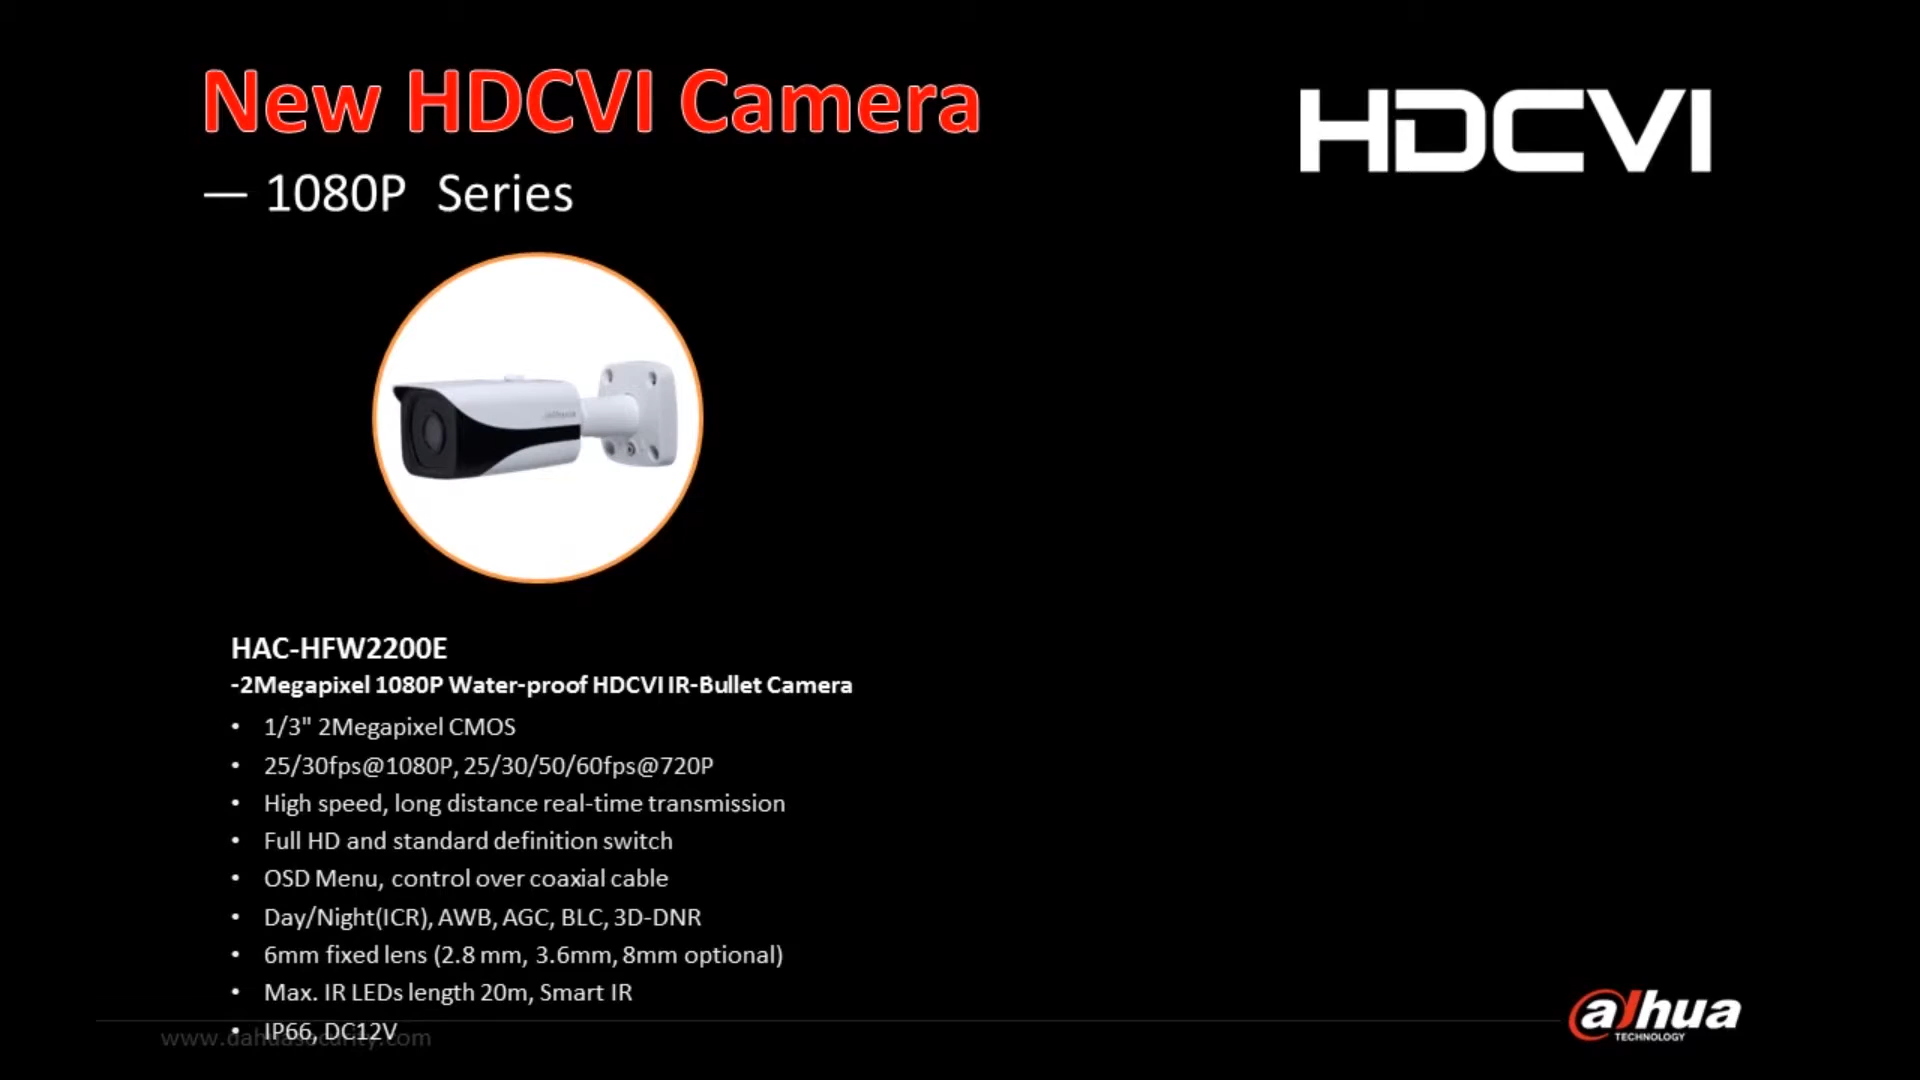 New HDCVI Camera
HDCVI
— 1080P Series
alhua
HAC-HFW2200E
-2Megapixel 1080P Water-proof HDCVI IR-Bullet Camera
• 1/3" 2Megapixel CMOS
• 25/30fps@1080P, 25/30/50/60fps@720P
• High speed, long distance real-time transmission
• Full HD and standard definition switch
• OSD Menu, control over coaxial cable
• Day/Night(ICR), AWB, AGC, BLC, 3D-DNR
• 6mm fixed lens (2.8 mm, 3.6mm, 8mm optional)
• Max. IR LEDs length 20m, Smart IR
• IP66, DC12V
www.dahuasecurity.com
alhua
TECHNOLOGY